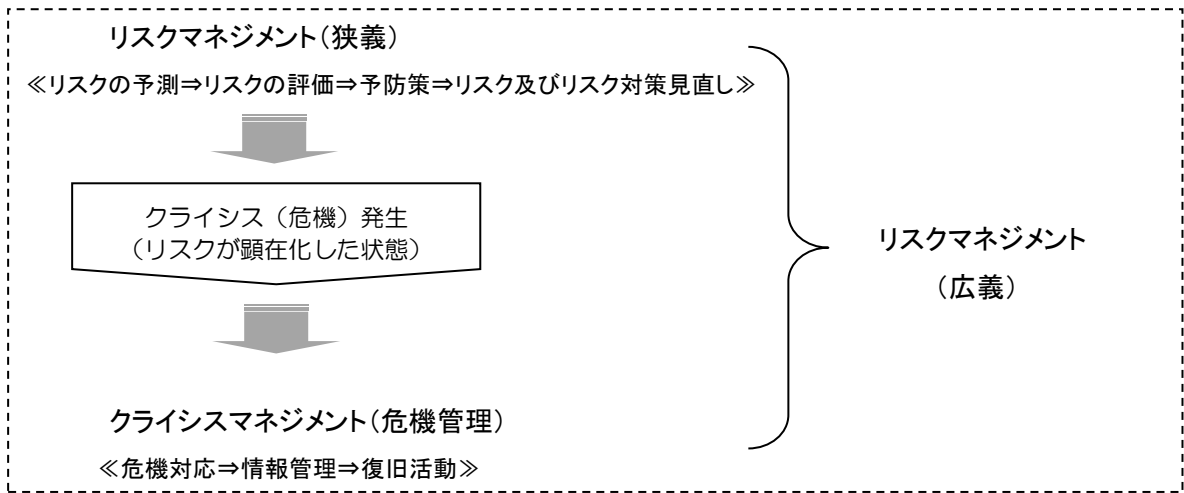 リスクマネジメント（狭義）
≪リスクの予測⇒リスクの評価⇒予防策⇒リスク及びリスク対策見直し≫
クライシス（危機）発生
（リスクが顕在化した状態）
リスクマネジメント
（広義）
クライシスマネジメント（危機管理）
≪危機対応⇒情報管理⇒復旧活動≫